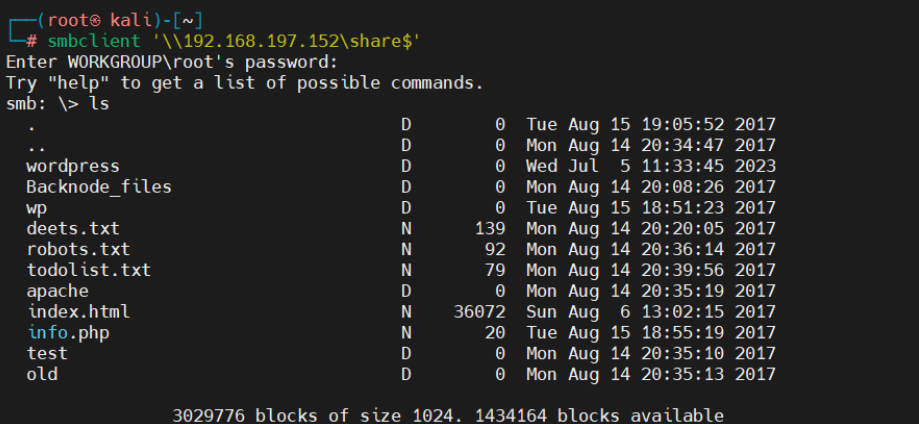 ┌──(root㉿ kali)-[~]
└─# smbclient '\\192.168.197.152\share$'
Enter WORKGROUP\root's password:
Try "help" to get a list of possible commands.
smb: \> ls
  .                                   D        0  Tue Aug 15 19:05:52 2017
  ..                                  D        0  Mon Aug 14 20:34:47 2017
  wordpress                           D        0  Wed Jul  5 11:33:45 2023
  Backnode_files                      D        0  Mon Aug 14 20:08:26 2017
  wp                                  D        0  Tue Aug 15 18:51:23 2017
  deets.txt                           N      139  Mon Aug 14 20:20:05 2017
  robots.txt                          N       92  Mon Aug 14 20:36:14 2017
  todolist.txt                        N       79  Mon Aug 14 20:39:56 2017
  apache                              D        0  Mon Aug 14 20:35:19 2017
  index.html                          N    36072  Sun Aug  6 13:02:15 2017
  info.php                            N       20  Tue Aug 15 18:55:19 2017
  test                                D        0  Mon Aug 14 20:35:10 2017
  old                                 D        0  Mon Aug 14 20:35:13 2017
                3029776 blocks of size 1024. 1434164 blocks available